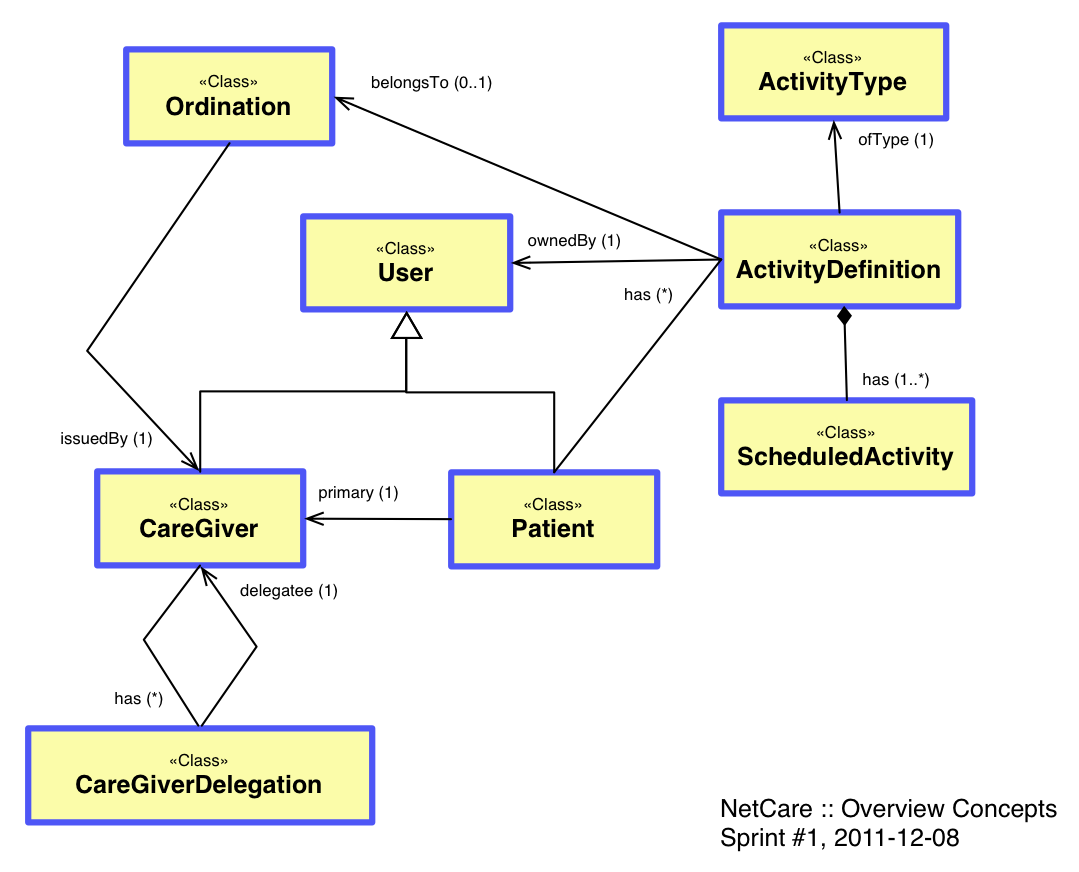 «Class»
ActivityType
«Class»
Ordination
belongsTo (0..1)
ofType (1)
«Class»
User
ownedBy (1)
«Class»
ActivityDefinition
has (*)
has (1..*)
issuedBy (1)
«Class»
ScheduledActivity
«Class»
CareGiver
primary (1)
«Class»
Patient
delegatee (1)
has (*)
«Class»
CareGiverDelegation
NetCare :: Overview Concepts
Sprint #1, 2011-12-08